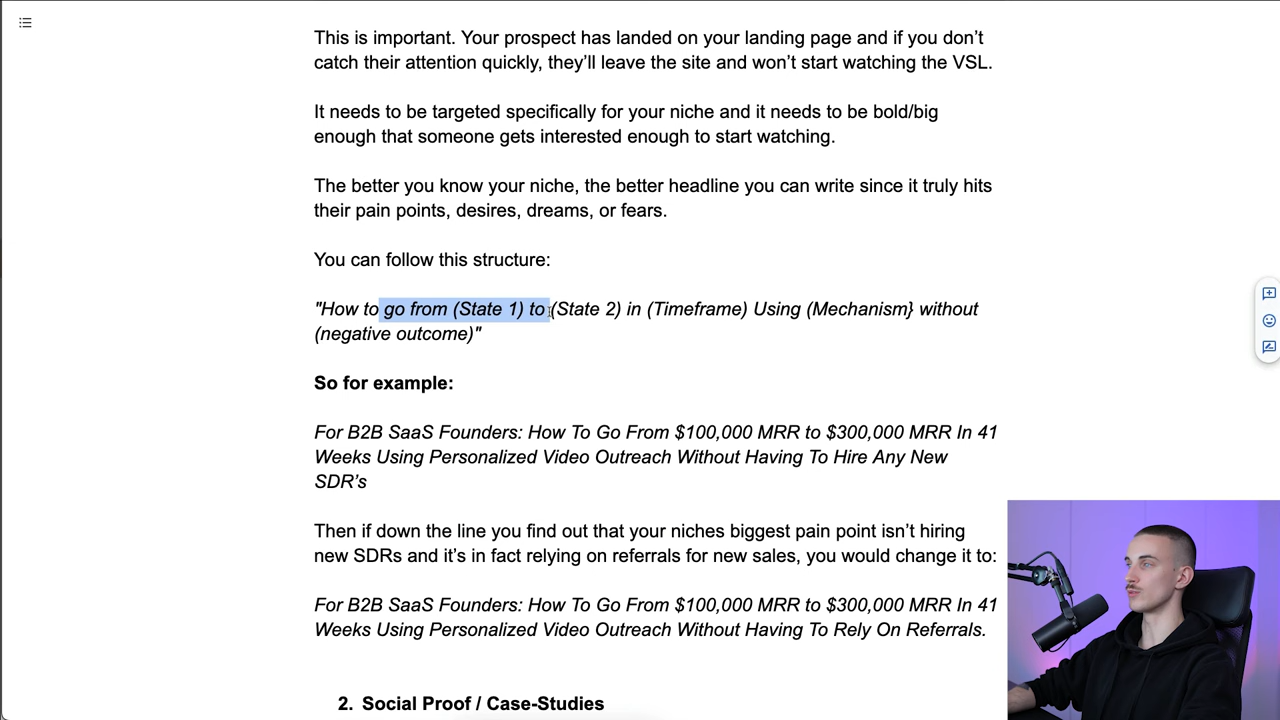 This is important. Your prospect has landed on your landing page and if you don’t
catch their attention quickly, they’ll leave the site and won’t start watching the VSL.
It needs to be targeted specifically for your niche and it needs to be bold/big
enough that someone gets interested enough to start watching.
The better you know your niche, the better headline you can write since it truly hits
their pain points, desires, dreams, or fears.
You can follow this structure:
"How to go from (State 1) to (State 2) in (Timeframe) Using (Mechanism} without
(negative outcome)"
So for example:
For B2B SaaS Founders: How To Go From $100,000 MRR to $300,000 MRR In 41
Weeks Using Personalized Video Outreach Without Having To Hire Any New
SDR’s
Then if down the line you find out that your niches biggest pain point isn’t hiring
new SDRs and it’s in fact relying on referrals for new sales, you would change it to:
For B2B SaaS Founders: How To Go From $100,000 MRR to $300,000 MRR In 41
Weeks Using Personalized Video Outreach Without Having To Rely On Referrals.
2. Social Proof / Case-Studies